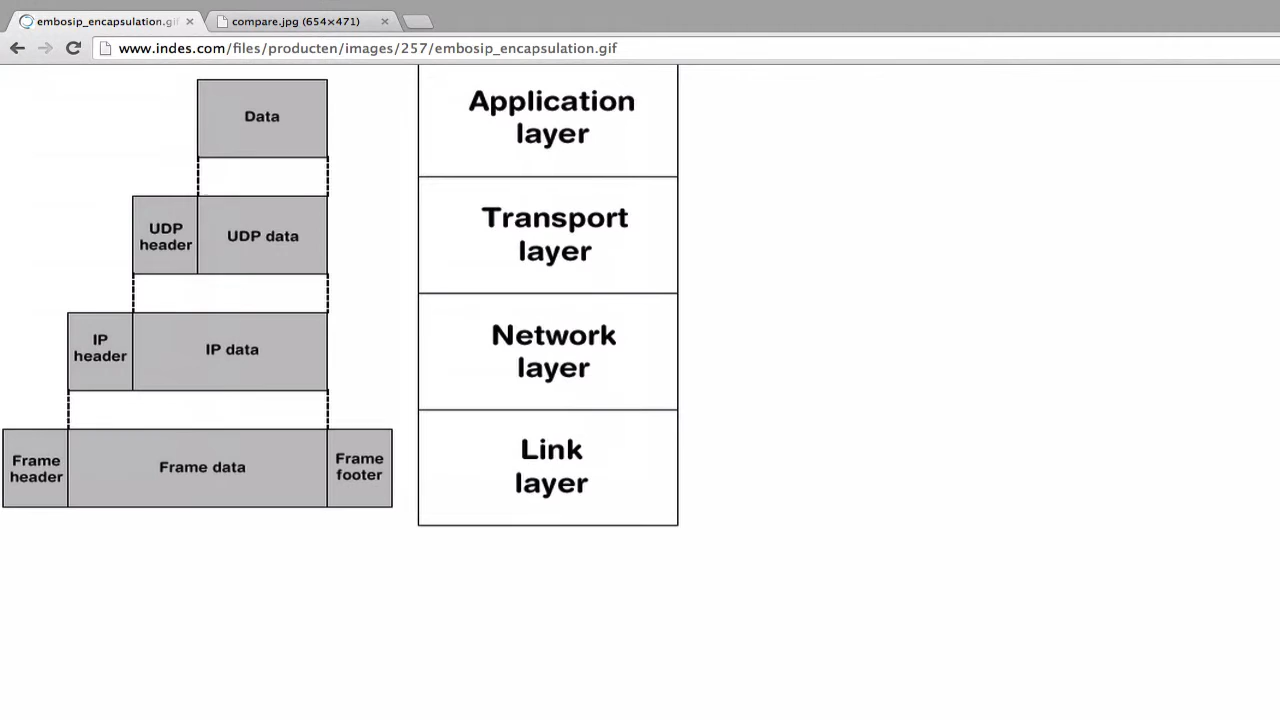 embosip_encapsulation.gif
compare.jpg (654×471)
www.indes.com/files/producten/images/257/embosip_encapsulation.gif
Data
Application
layer
UDP
header
UDP data
Transport
layer
IP
header
IP data
Network
layer
Frame
header
Frame data
Frame
footer
Link
layer